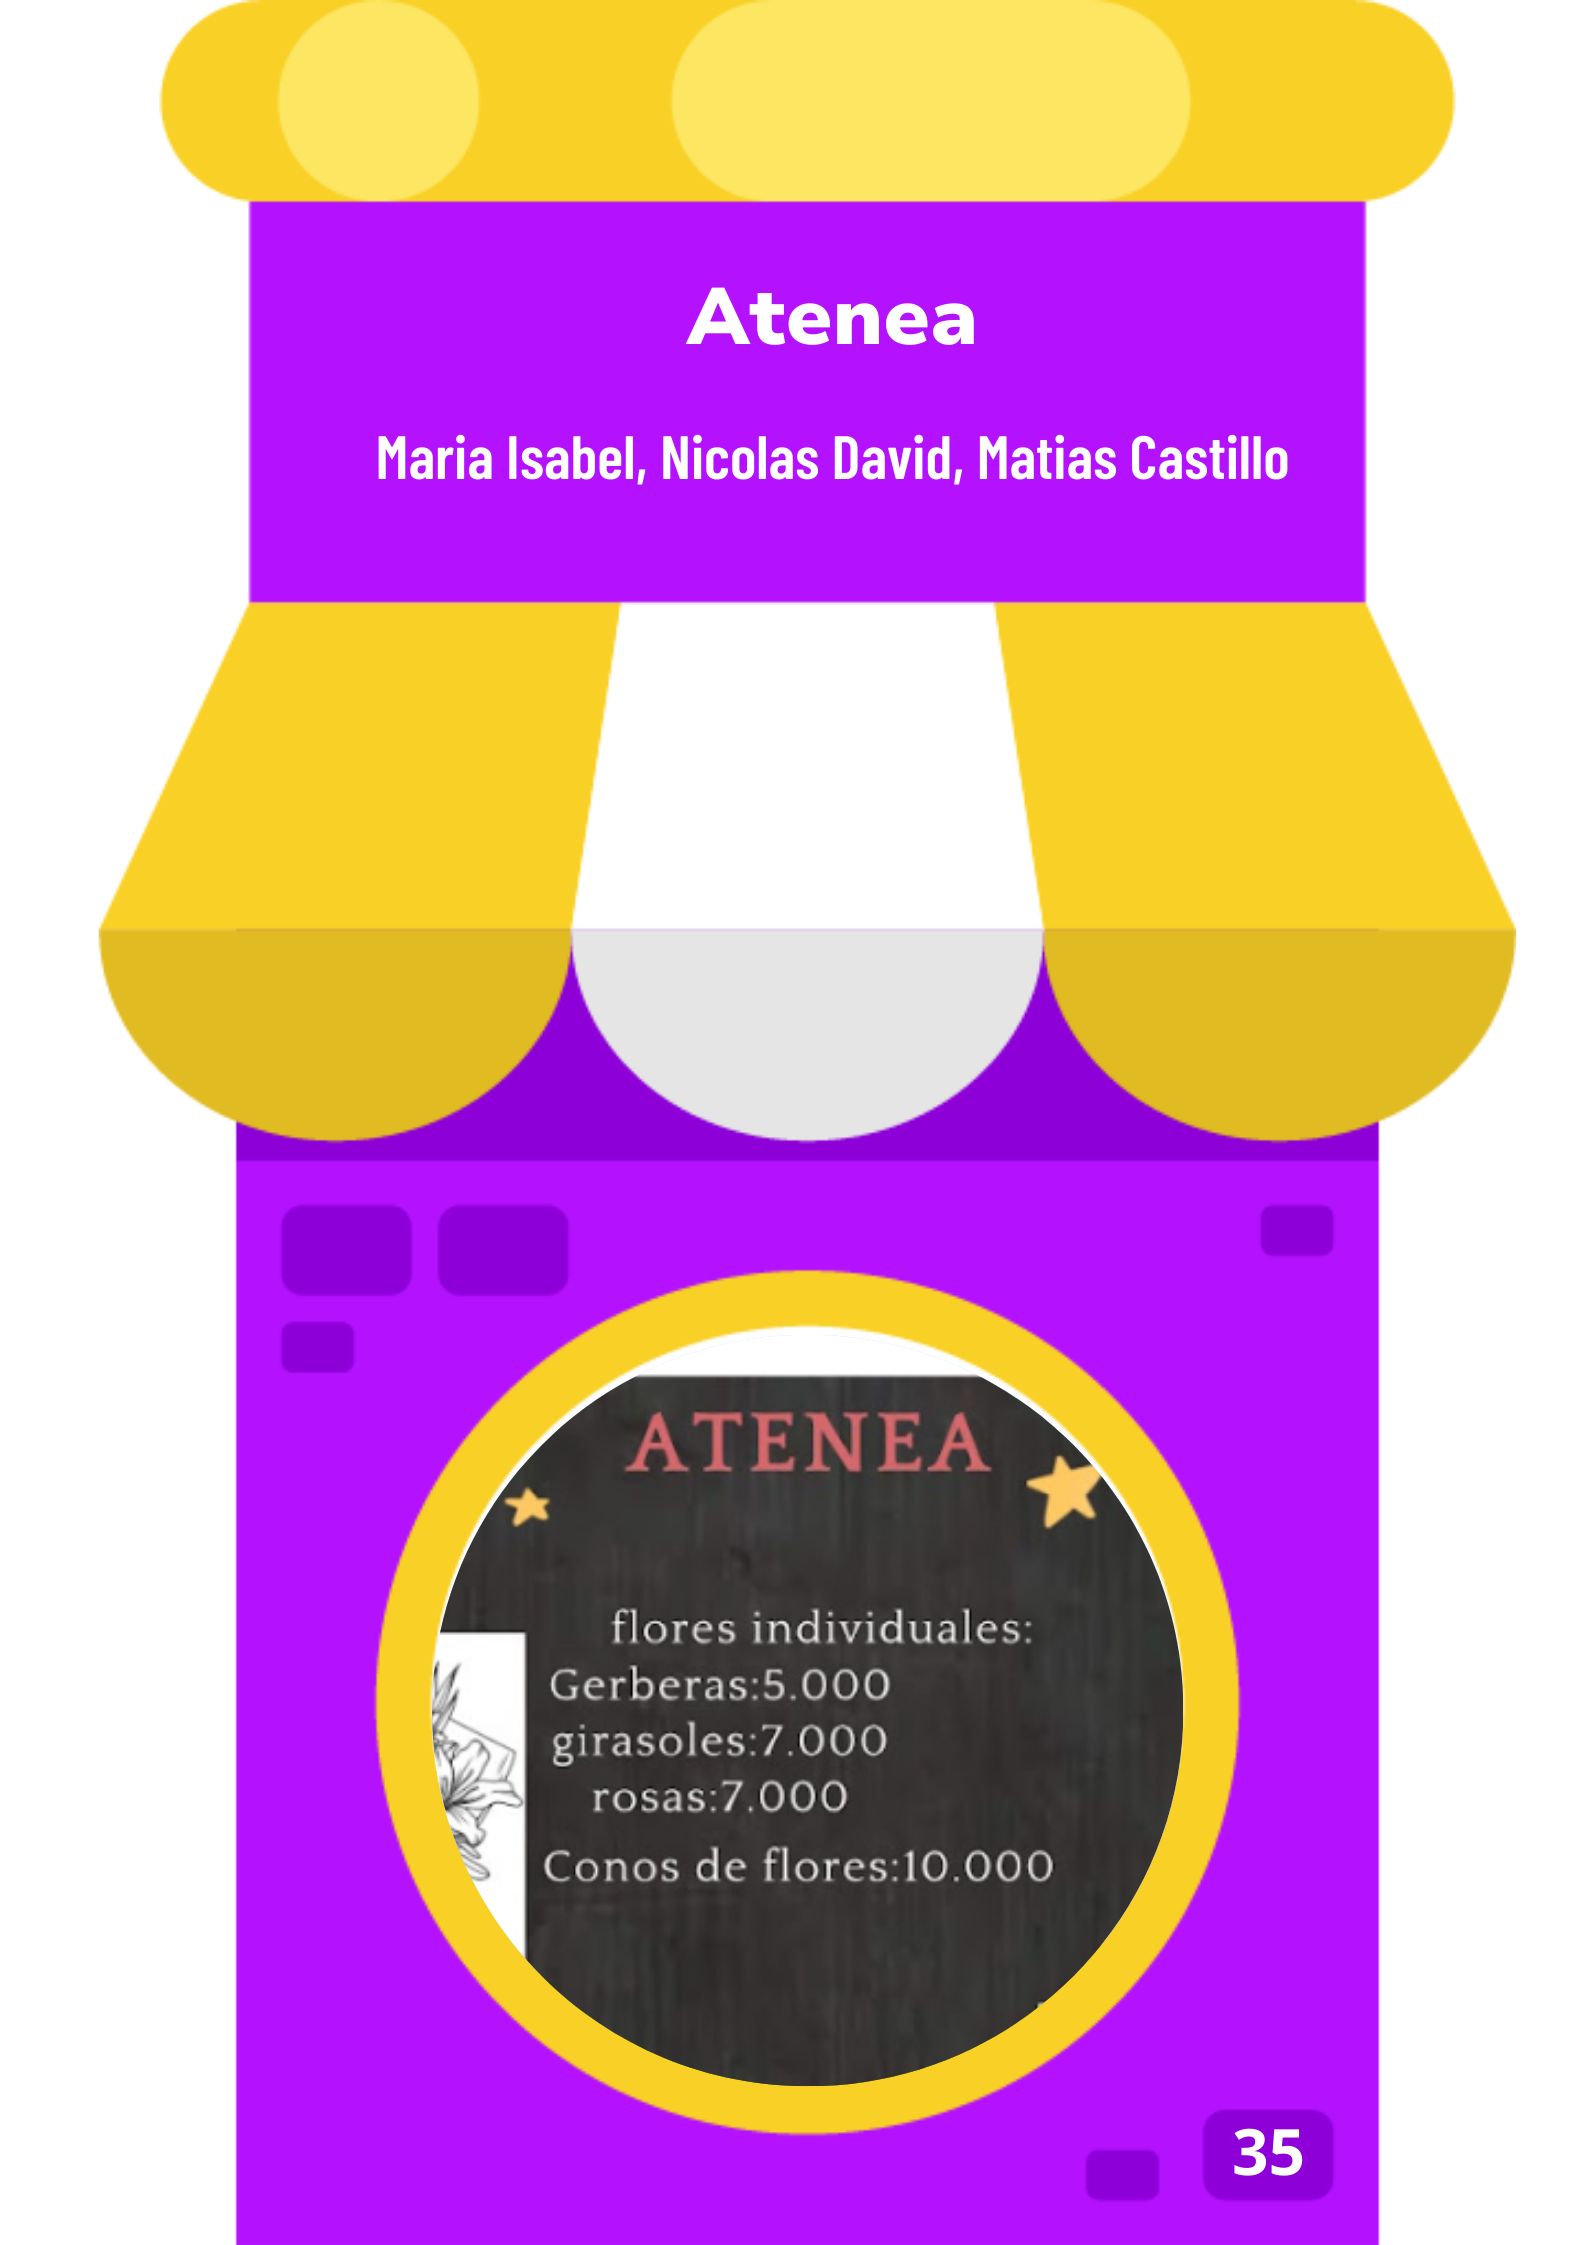 Atenea
Maria Isabel, Nicolas David, Matias Castillo
ATENEA
flores individuales:
Gerberas:5.000
girasoles:7.000
rosas:7.000
Conos de flores:10.000
35